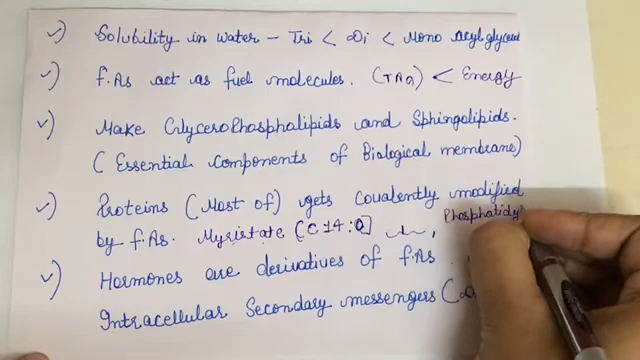 Solubility in water – Tri < Di < Mono acylglycerol
f.As act as fuel molecules. (TAG) < Energy
Make Glycerophospholipids and Sphingolipids.
(Essential components of Biological membrane)
Proteins (Most of) gets covalently modified
by f.As. Myristate [C14:0] , Phosphatidy
Hormones are derivatives of f.As.
Intracellular Secondary messengers (